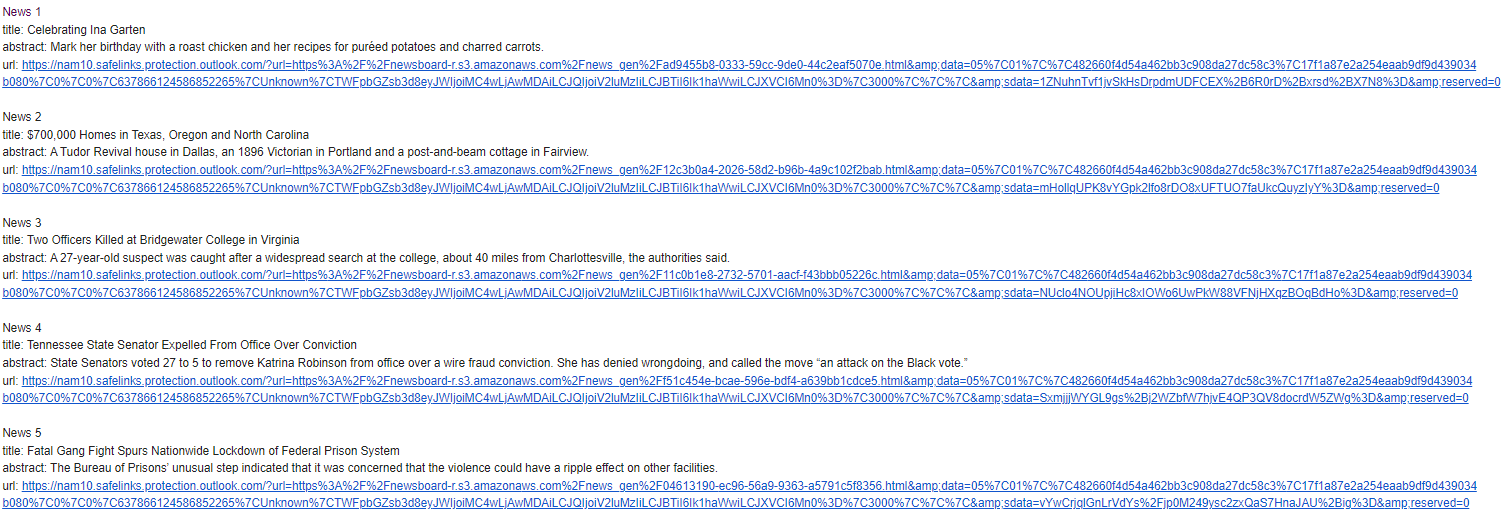 News 1
title: Celebrating Ina Garten
abstract: Mark her birthday with a roast chicken and her recipes for puréed potatoes and charred carrots.
url: https://nam10.safelinks.protection.outlook.com/?url=https%3A%2F%2Fnewsboard-r.s3.amazonaws.com%2Fnews_gen%2Fad9455b8-0333-59cc-9de0-44c2eaf5070e.html&amp;data=05%7C01%7C%7C482660f4d54a462bb3c908da27dc58c3%7C17f1a87e2a254eaab9df9d439034
b080%7C0%7C0%7C637866124586852265%7CUnknown%7CTWFpbGZsb3d8eyJWIjoiMC4wLjAwMDAiLCJQIjoiV2luMzIiLCJBTiI6Ik1haWwiLCJXVCI6Mn0%3D%7C3000%7C%7C%7C&amp;sdata=1ZNuhnTvf1jvSkHsDrpdmUDFCEX%2B6R0rD%2Bxrsd%2BX7N8%3D&amp;reserved=0
News 2
title: $700,000 Homes in Texas, Oregon and North Carolina
abstract: A Tudor Revival house in Dallas, an 1896 Victorian in Portland and a post-and-beam cottage in Fairview.
url: https://nam10.safelinks.protection.outlook.com/?url=https%3A%2F%2Fnewsboard-r.s3.amazonaws.com%2Fnews_gen%2F12c3b0a4-2026-58d2-b96b-4a9c102f2bab.html&amp;data=05%7C01%7C%7C482660f4d54a462bb3c908da27dc58c3%7C17f1a87e2a254eaab9df9d439034
b080%7C0%7C0%7C637866124586852265%7CUnknown%7CTWFpbGZsb3d8eyJWIjoiMC4wLjAwMDAiLCJQIjoiV2luMzIiLCJBTiI6Ik1haWwiLCJXVCI6Mn0%3D%7C3000%7C%7C%7C&amp;sdata=mHolIqUPK8vYGpk2lfo8rDO8xUFTUO7faUkcQuyzIyY%3D&amp;reserved=0
News 3
title: Two Officers Killed at Bridgewater College in Virginia
abstract: A 27-year-old suspect was caught after a widespread search at the college, about 40 miles from Charlottesville, the authorities said.
url: https://nam10.safelinks.protection.outlook.com/?url=https%3A%2F%2Fnewsboard-r.s3.amazonaws.com%2Fnews_gen%2F11c0b1e8-2732-5701-aacf-f43bbb05226c.html&amp;data=05%7C01%7C%7C482660f4d54a462bb3c908da27dc58c3%7C17f1a87e2a254eaab9df9d439034
b080%7C0%7C0%7C637866124586852265%7CUnknown%7CTWFpbGZsb3d8eyJWIjoiMC4wLjAwMDAiLCJQIjoiV2luMzIiLCJBTiI6Ik1haWwiLCJXVCI6Mn0%3D%7C3000%7C%7C%7C&amp;sdata=NUclo4NOUpjiHc8xIOWo6UwPkW88VFNjHXqzBOqBdHo%3D&amp;reserved=0
News 4
title: Tennessee State Senator Expelled From Office Over Conviction
abstract: State Senators voted 27 to 5 to remove Katrina Robinson from office over a wire fraud conviction. She has denied wrongdoing, and called the move “an attack on the Black vote.”
url: https://nam10.safelinks.protection.outlook.com/?url=https%3A%2F%2Fnewsboard-r.s3.amazonaws.com%2Fnews_gen%2Ff51c454e-bcae-596e-bdf4-a639bb1cdce5.html&amp;data=05%7C01%7C%7C482660f4d54a462bb3c908da27dc58c3%7C17f1a87e2a254eaab9df9d439034
b080%7C0%7C0%7C637866124586852265%7CUnknown%7CTWFpbGZsb3d8eyJWIjoiMC4wLjAwMDAiLCJQIjoiV2luMzIiLCJBTiI6Ik1haWwiLCJXVCI6Mn0%3D%7C3000%7C%7C%7C&amp;sdata=SxmjjjWYGL9gs%2Bj2WZbfW7hjvE4QP3QV8docrdW5ZWg%3D&amp;reserved=0
News 5
title: Fatal Gang Fight Spurs Nationwide Lockdown of Federal Prison System
abstract: The Bureau of Prisons’ unusual step indicated that it was concerned that the violence could have a ripple effect on other facilities.
url: https://nam10.safelinks.protection.outlook.com/?url=https%3A%2F%2Fnewsboard-r.s3.amazonaws.com%2Fnews_gen%2F04613190-ec96-56a9-9363-a5791c5f8356.html&amp;data=05%7C01%7C%7C482660f4d54a462bb3c908da27dc58c3%7C17f1a87e2a254eaab9df9d439034
b080%7C0%7C0%7C637866124586852265%7CUnknown%7CTWFpbGZsb3d8eyJWIjoiMC4wLjAwMDAiLCJQIjoiV2luMzIiLCJBTiI6Ik1haWwiLCJXVCI6Mn0%3D%7C3000%7C%7C%7C&amp;sdata=vYwCrjqlGnLrVdYs%2Fjp0M249ysc2zxQaS7HnaJAU%2Big%3D&amp;reserved=0